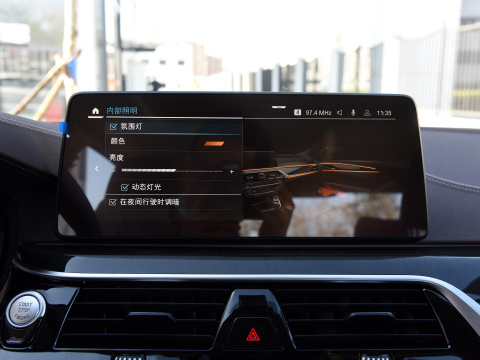 内部照明
97.4 MHz
11:35
氛围灯
颜色
亮度
+
动态灯光
在夜间行驶时调暗
START
STOP